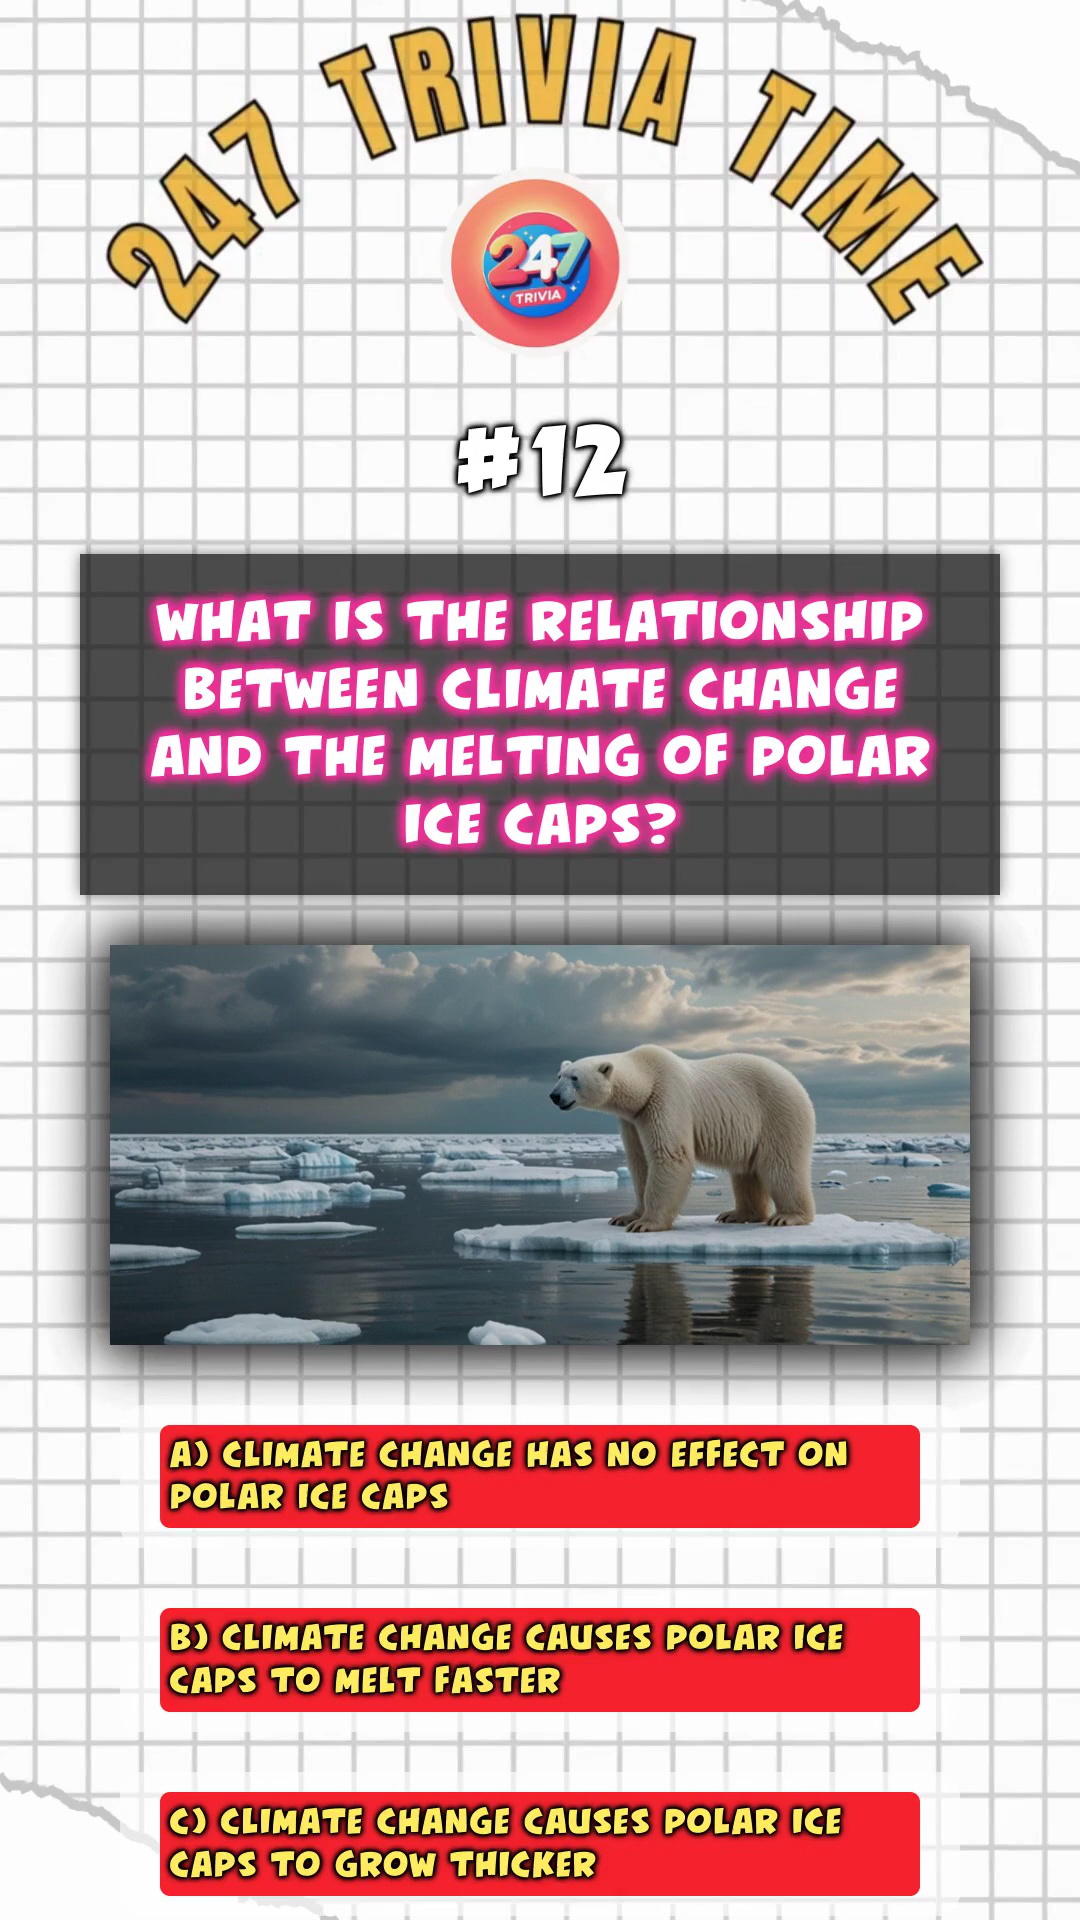 247 TRIVIA TIME
247
TRIVIA
#12
WHAT IS THE RELATIONSHIP
BETWEEN CLIMATE CHANGE
AND THE MELTING OF POLAR
ICE CAPS?
A) CLIMATE CHANGE HAS NO EFFECT ON
POLAR ICE CAPS
B) CLIMATE CHANGE CAUSES POLAR ICE
CAPS TO MELT FASTER
C) CLIMATE CHANGE CAUSES POLAR ICE
CAPS TO GROW THICKER